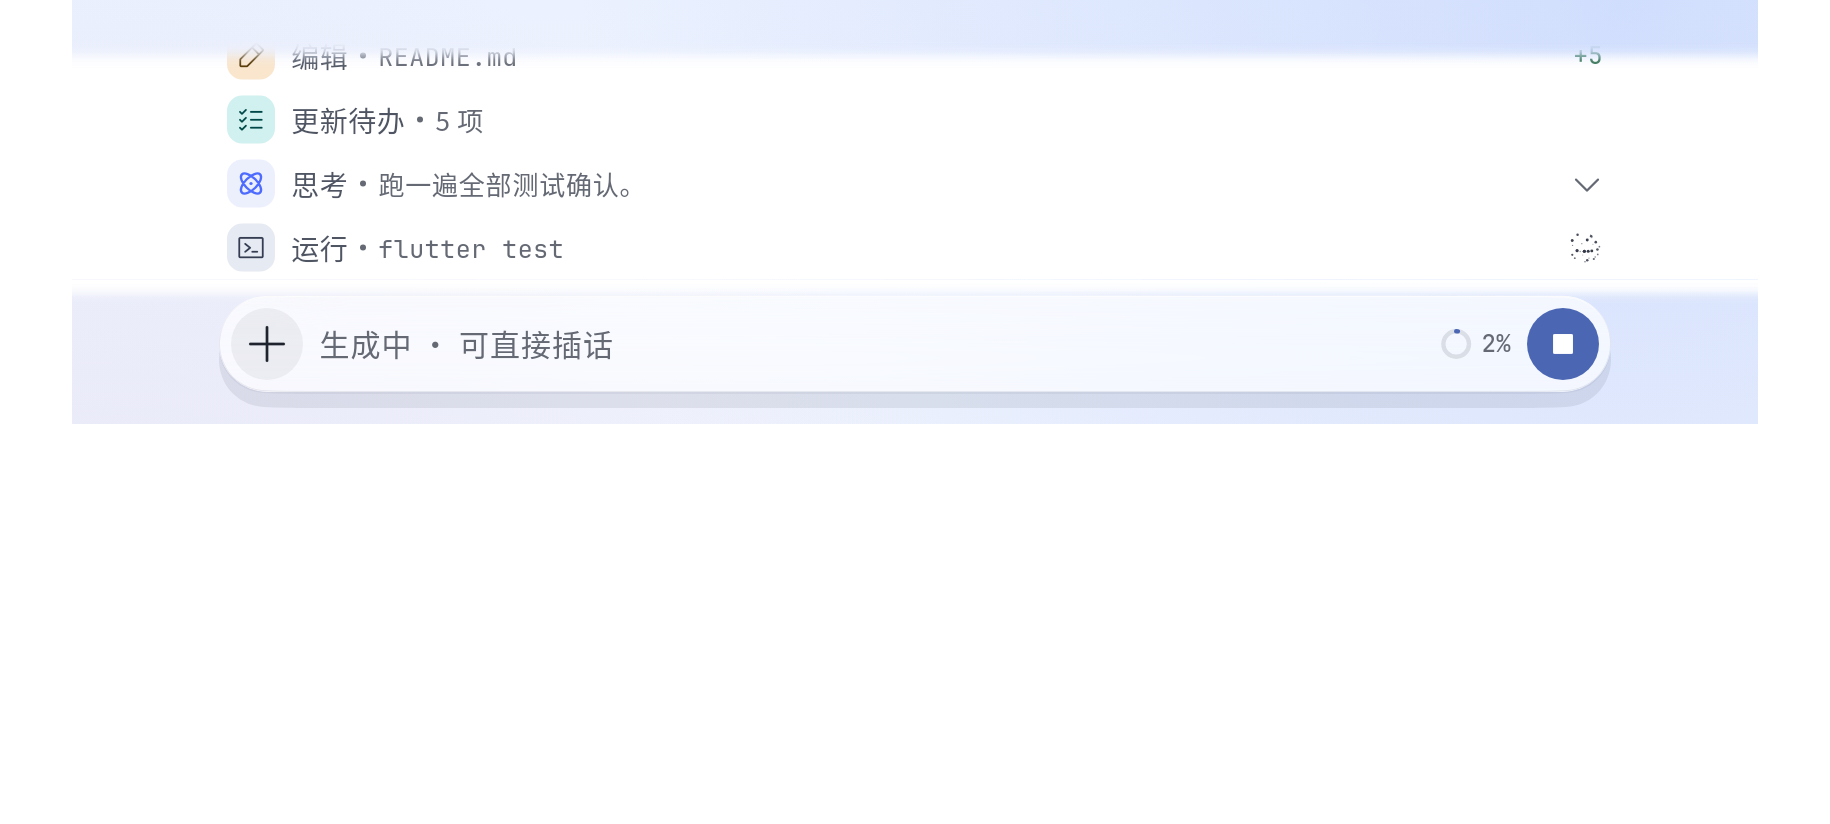 编辑・README.md +5
更新待办・5 项
思考・跑一遍全部测试确认。
运行・flutter test
生成中 · 可直接插话 2%